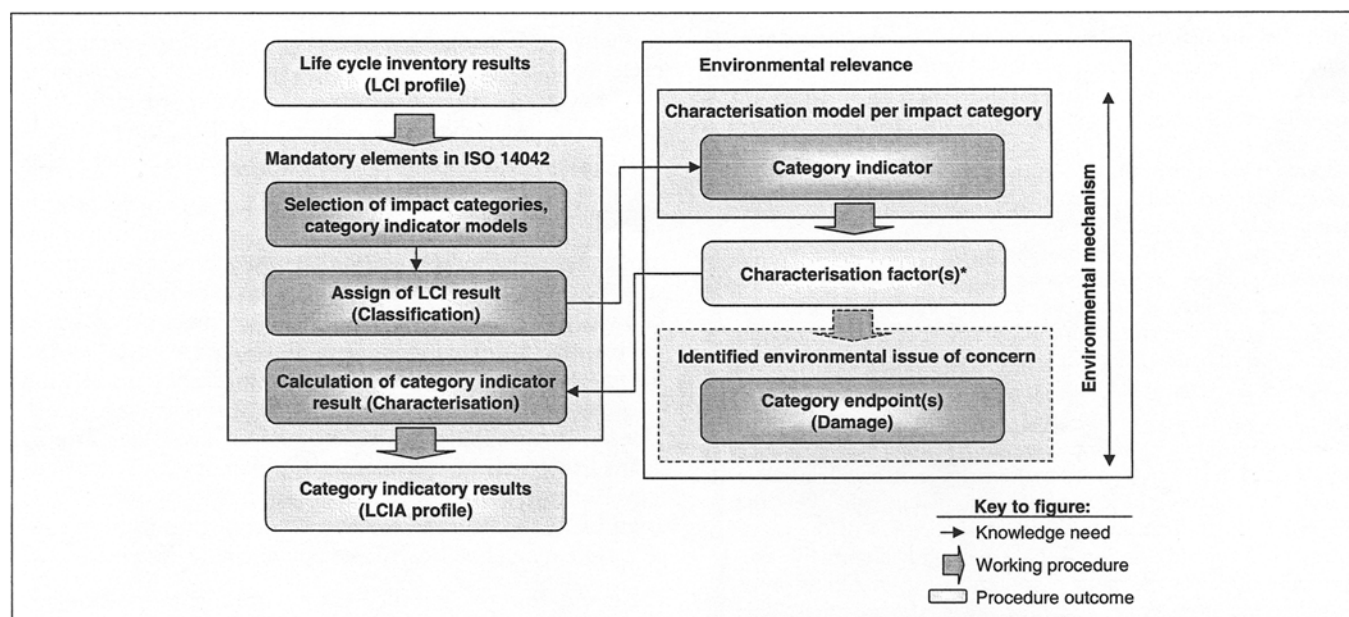 Life cycle inventory results
(LCI profile)
Mandatory elements in ISO 14042
Selection of impact categories,
category indicator models
Assign of LCI result
(Classification)
Calculation of category indicator
result (Characterisation)
Category indicatory results
(LCIA profile)
Environmental relevance
Characterisation model per impact category
Category indicator
Characterisation factor(s)*
Identified environmental issue of concern
Category endpoint(s)
(Damage)
Environmental mechanism
Key to figure:
Knowledge need
Working procedure
Procedure outcome